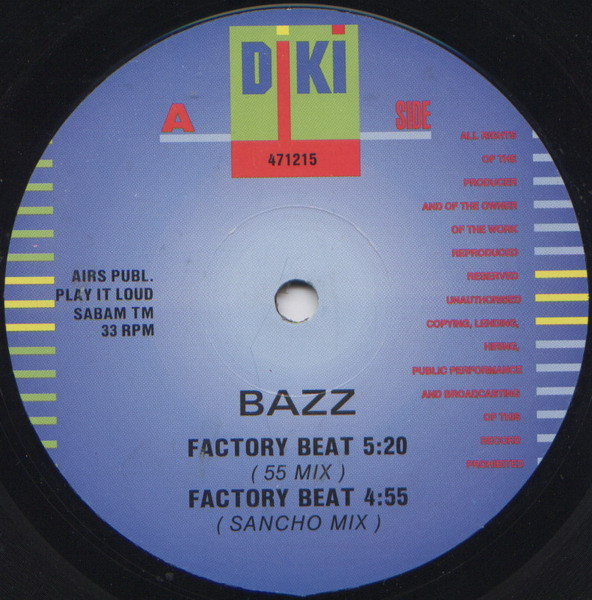 DiKi
A SIDE
471215
ALL RIGHTS
OF THE
PRODUCER
AND OF THE OWNER
OF THE WORK
REPRODUCED
RESERVED
UNAUTHORISED
COPYING, LENDING,
HIRING,
PUBLIC PERFORMANCE
AND BROADCASTING
OF THIS
RECORD
PROHIBITED
AIRS PUBL.
PLAY IT LOUD
SABAM TM
33 RPM
BAZZ
FACTORY BEAT 5:20
( 55 MIX )
FACTORY BEAT 4:55
( SANCHO MIX )